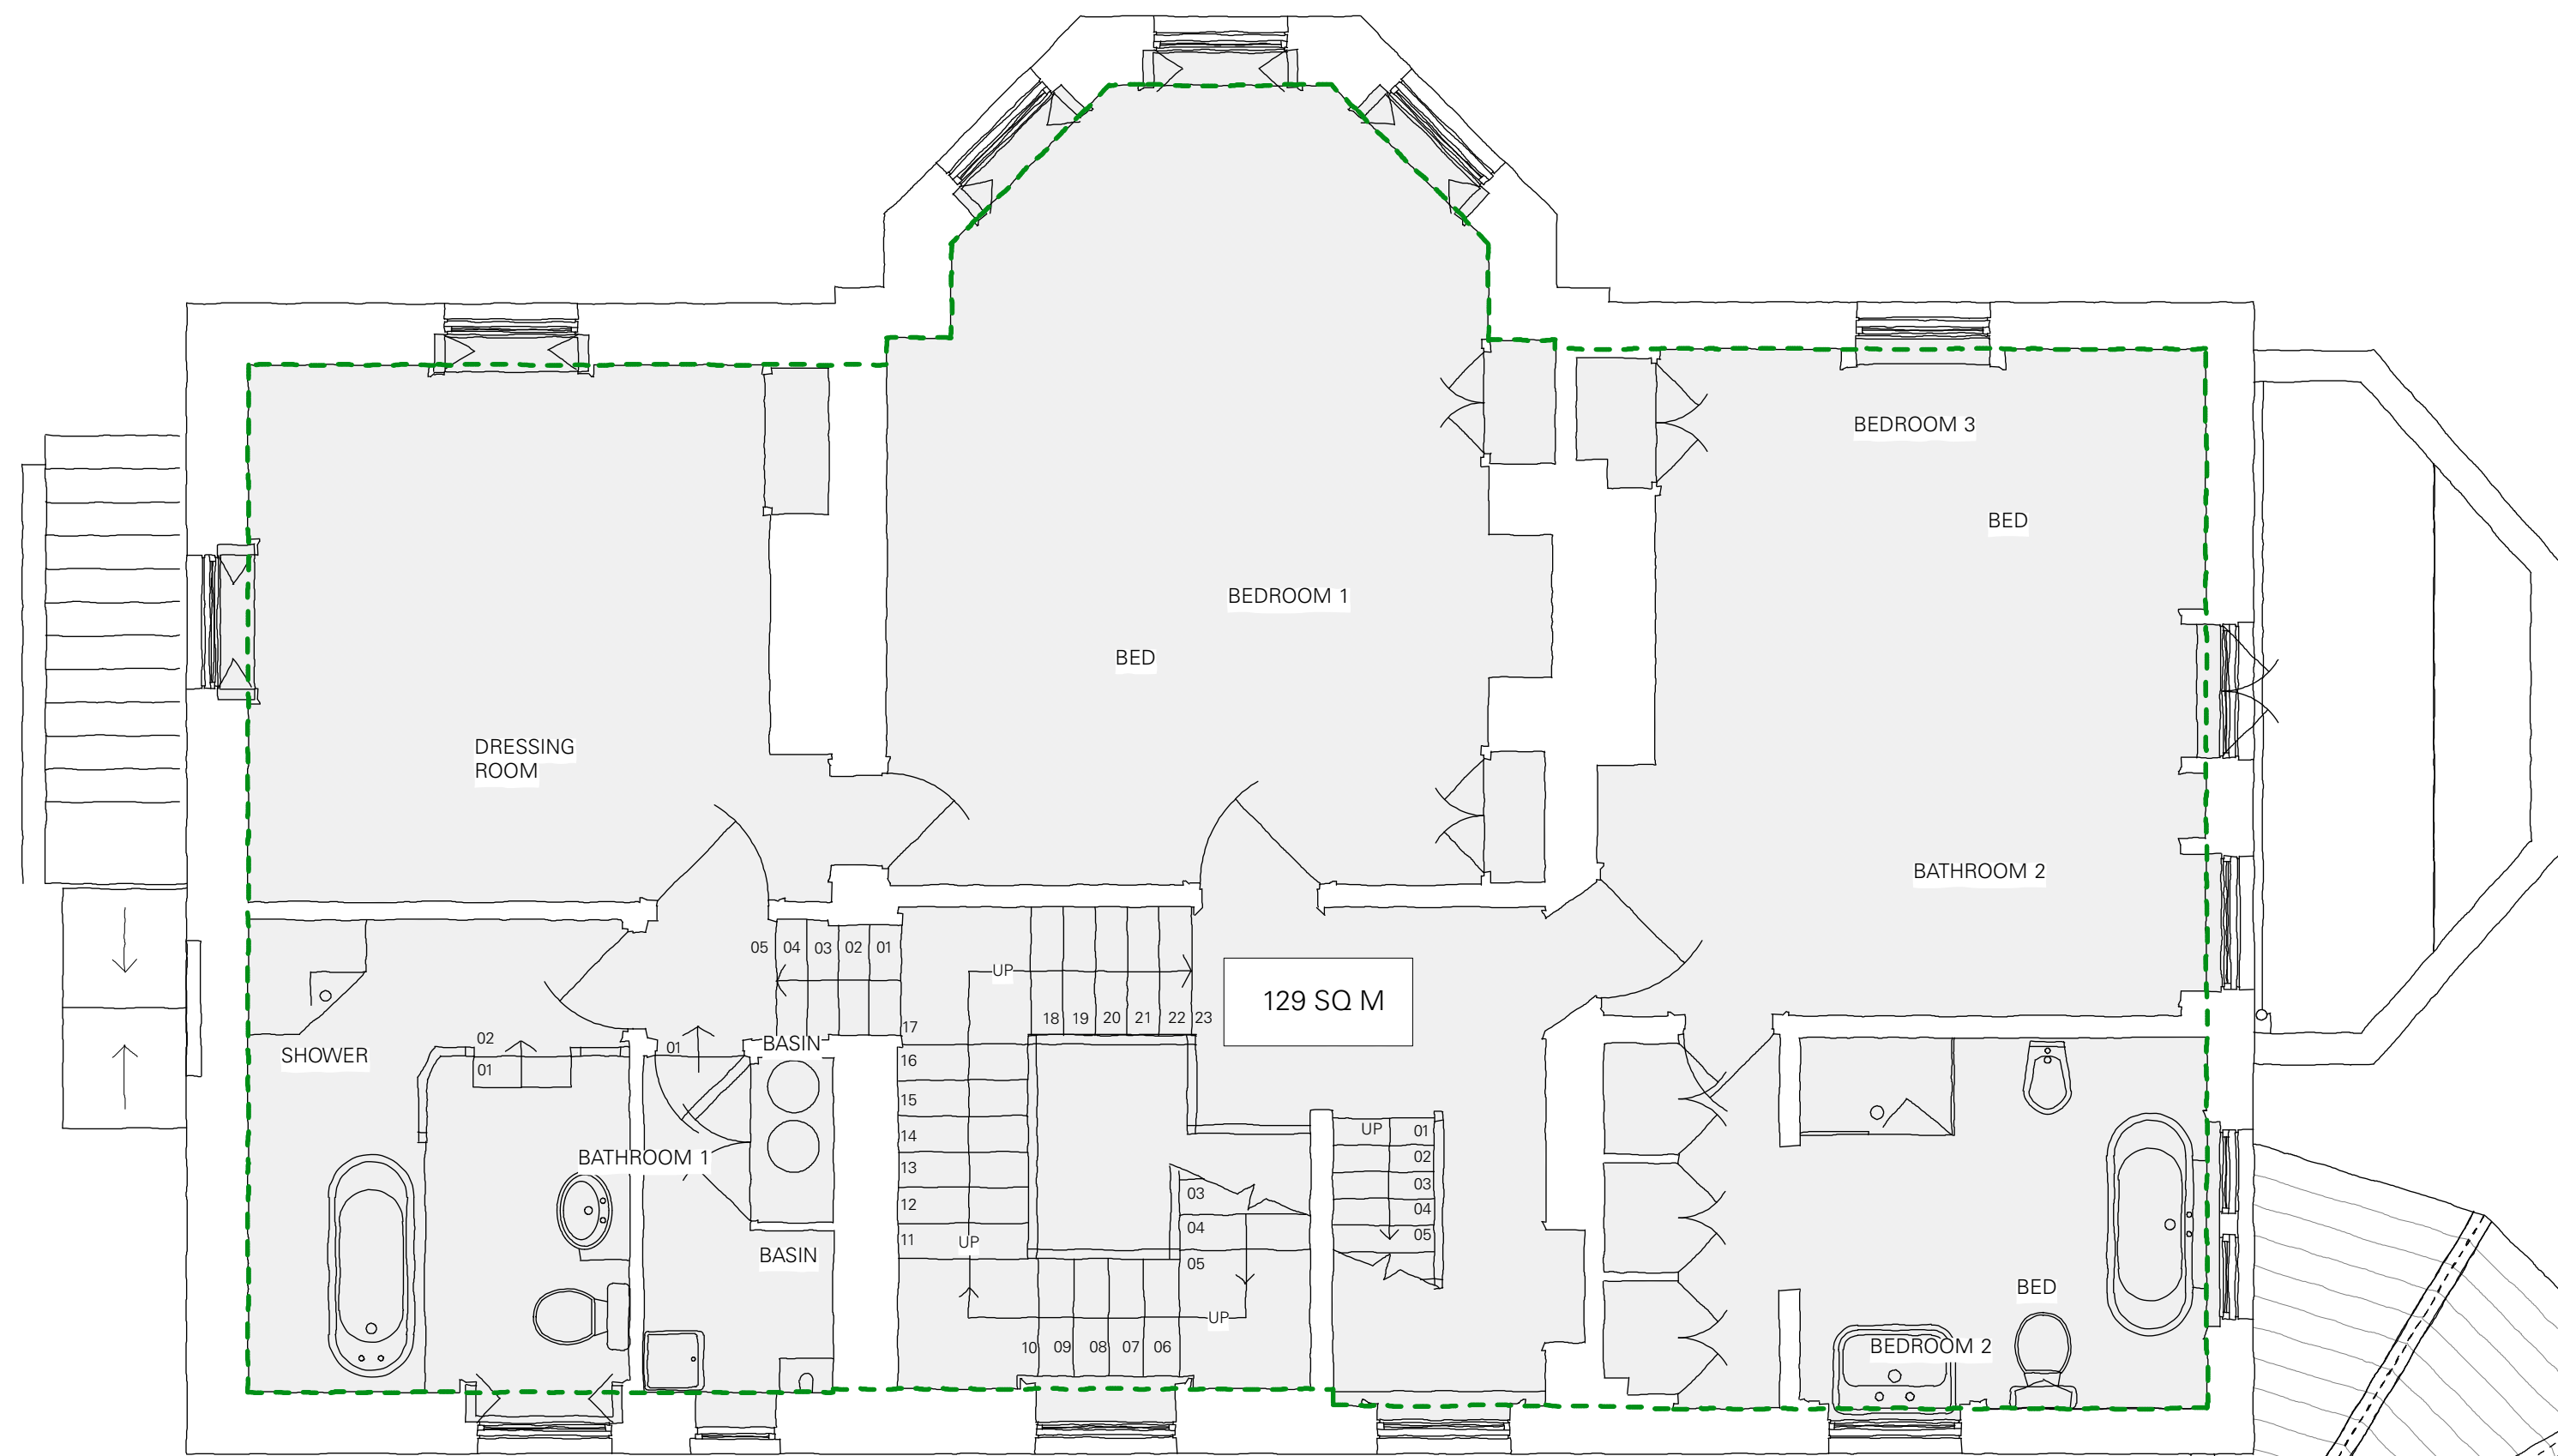 BEDROOM 3
BED
BEDROOM 1
BED
DRESSING
ROOM
BATHROOM 2
05 04 03 02 01
UP
129 SQ M
18 19 20 21 22 23
17
16
15
14
13
12
11
UP
SHOWER
02
01
01
BASIN
BATHROOM 1
BASIN
UP 01
02
03
04
05
03
04
05
UP
10 09 08 07 06
BED
BEDROOM 2